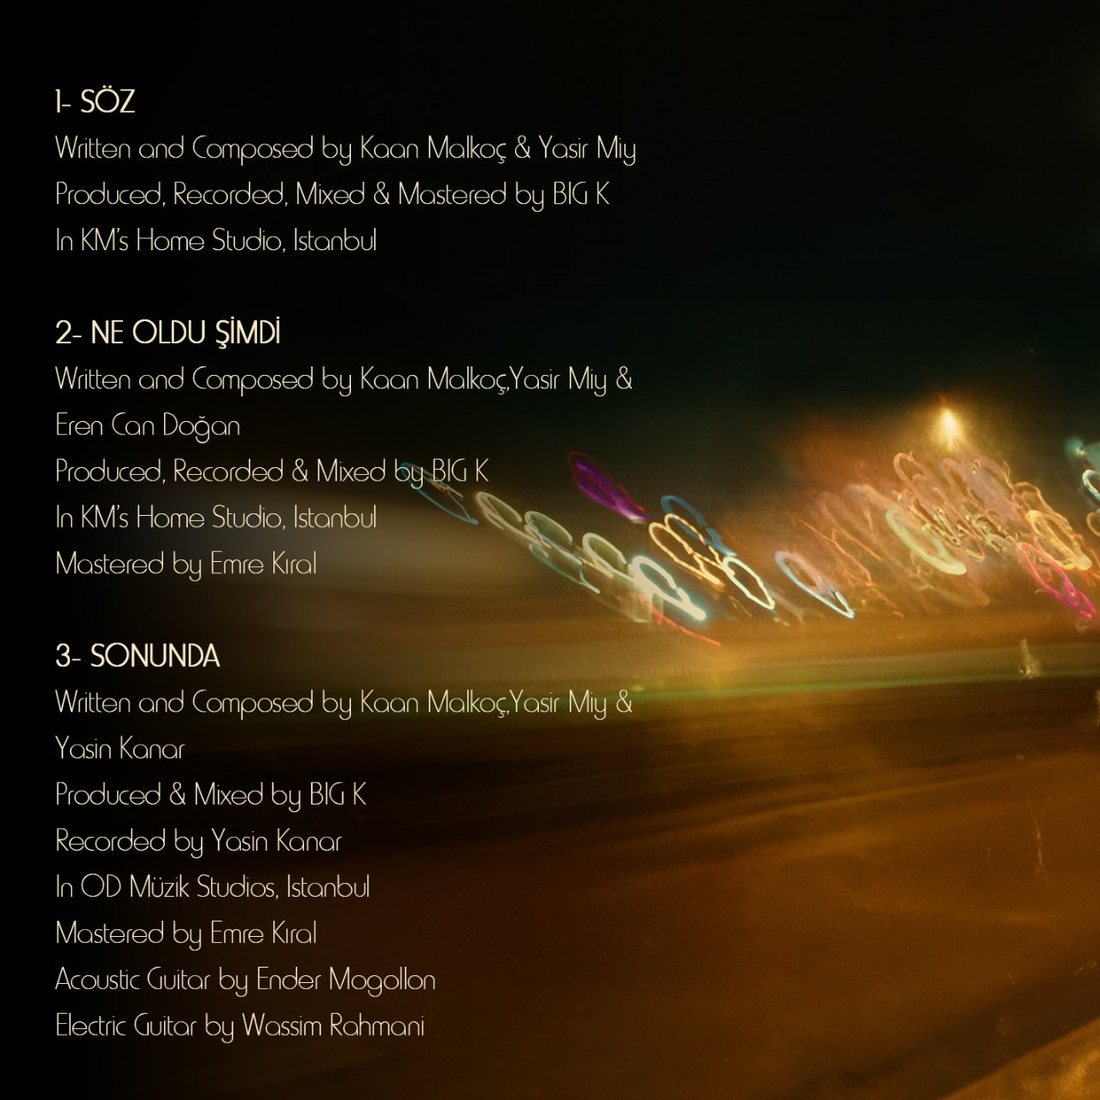 1- SÖZ
Written and Composed by Kaan Malkoç & Yasir Miy
Produced, Recorded, Mixed & Mastered by BIG K
In KM's Home Studio, Istanbul
2- NE OLDU ŞİMDİ
Written and Composed by Kaan Malkoç,Yasir Miy &
Eren Can Doğan
Produced, Recorded & Mixed by BIG K
In KM's Home Studio, Istanbul
Mastered by Emre Kıral
3- SONUNDA
Written and Composed by Kaan Malkoç,Yasir Miy &
Yasin Kanar
Produced & Mixed by BIG K
Recorded by Yasin Kanar
In OD Müzik Studios, Istanbul
Mastered by Emre Kıral
Acoustic Guitar by Ender Mogollon
Electric Guitar by Wassim Rahmani